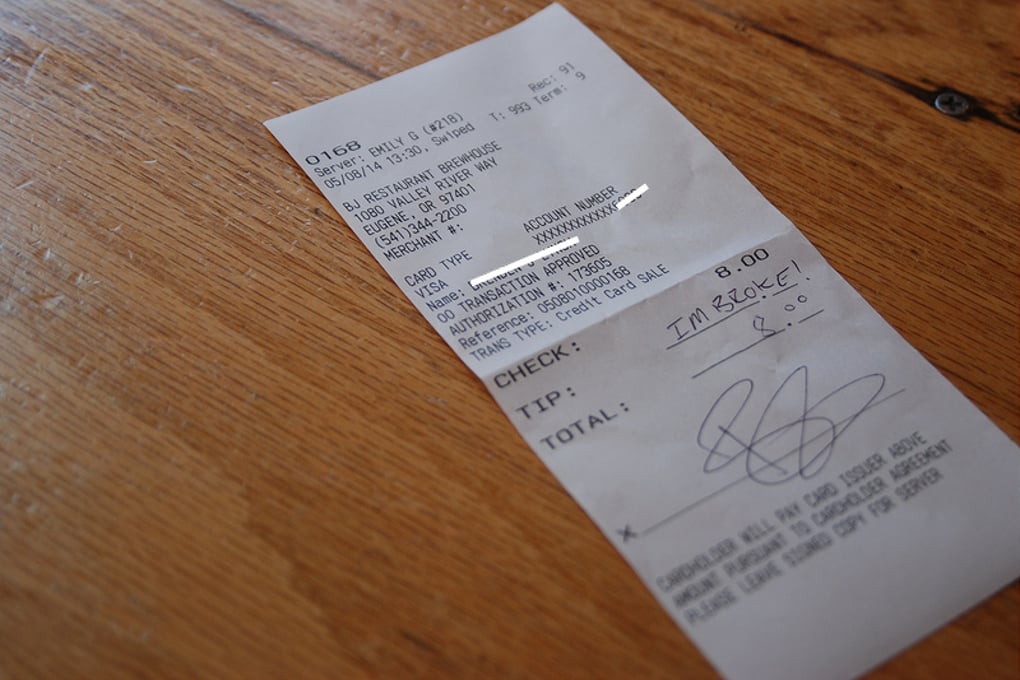 Rec: 91
0168
Server: EMILY G (#218) T: 993 Term: 9
05/08/14 13:30, Swiped
BJ RESTAURANT BREWHOUSE
1080 VALLEY RIVER WAY
EUGENE, OR 97401
(541)344-2200
MERCHANT #:
CARD TYPE ACCOUNT NUMBER
VISA XXXXXXXXXXXX
Name:
00 TRANSACTION APPROVED
AUTHORIZATION #: 173605
Reference: 0508010000168
TRANS TYPE: Credit Card SALE
CHECK: 8.00
TIP: IM BROKE!
TOTAL: 8.00
X
CARDHOLDER WILL PAY CARD ISSUER ABOVE
AMOUNT PURSUANT TO CARDHOLDER AGREEMENT
PLEASE LEAVE SIGNED COPY FOR SERVER